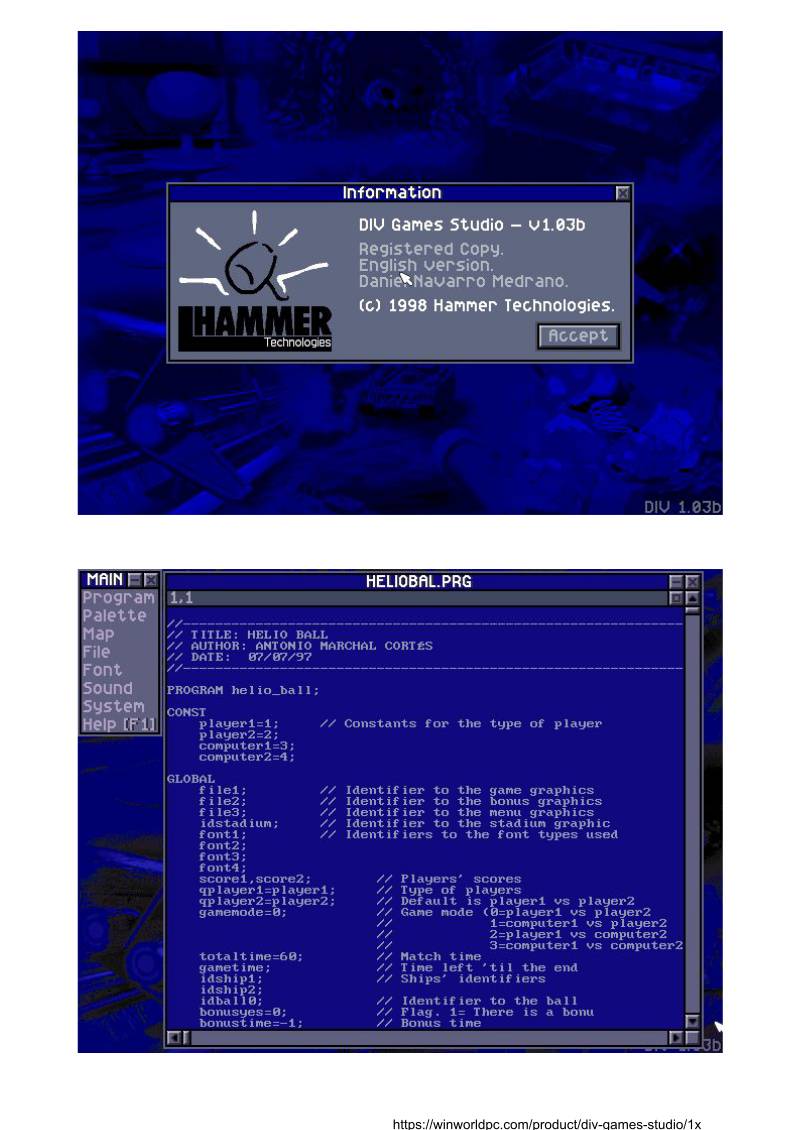 Information
DIV Games Studio – v1.03b
Registered Copy.
English version.
Daniel Navarro Medrano.
(c) 1998 Hammer Technologies.
HAMMER
Technologies
Accept
DIV 1.03b
MAIN
Program
Palette
Map
File
Font
Sound
System
Help [F1]
HELIOBAL.PRG
1,1
//------------------------------------------------------------------------------
// TITLE: HELIO BALL
// AUTHOR: ANTONIO MARCHAL CORTéS
// DATE:  07/07/97
//------------------------------------------------------------------------------
PROGRAM helio_ball;
CONST
player1=1;     // Constants for the type of player
player2=2;
computer1=3;
computer2=4;
GLOBAL
file1;         // Identifier to the game graphics
file2;         // Identifier to the bonus graphics
file3;         // Identifier to the menu graphics
idstadium;     // Identifier to the stadium graphic
font1;         // Identifiers to the font types used
font2;
font3;
font4;
score1,score2;        // Players' scores
qplayer1=player1;     // Type of players
qplayer2=player2;     // Default is player1 vs player2
gamemode=0;           // Game mode (0=player1 vs player2
//            1=computer1 vs player2
//            2=player1 vs computer2
//            3=computer1 vs computer2
totaltime=60;         // Match time
gametime;             // Time left 'til the end
idship1;              // Ships' identifiers
idship2;
idball0;              // Identifier to the ball
bonusyes=0;           // Flag. 1= There is a bonu
bonustime=-1;         // Bonus time
https://winworldpc.com/product/div-games-studio/1x